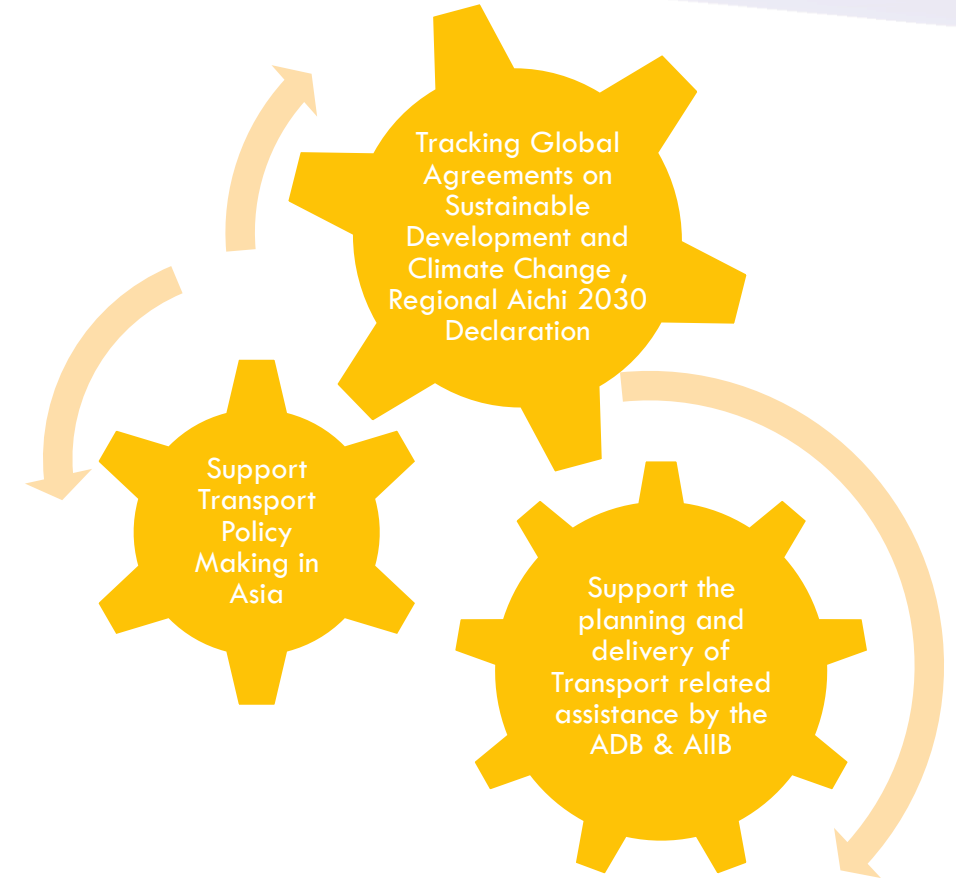 Tracking Global
Agreements on
Sustainable
Development and
Climate Change ,
Regional Aichi 2030
Declaration
Support
Transport
Policy
Making in
Asia
Support the
planning and
delivery of
Transport related
assistance by the
ADB & AIIB